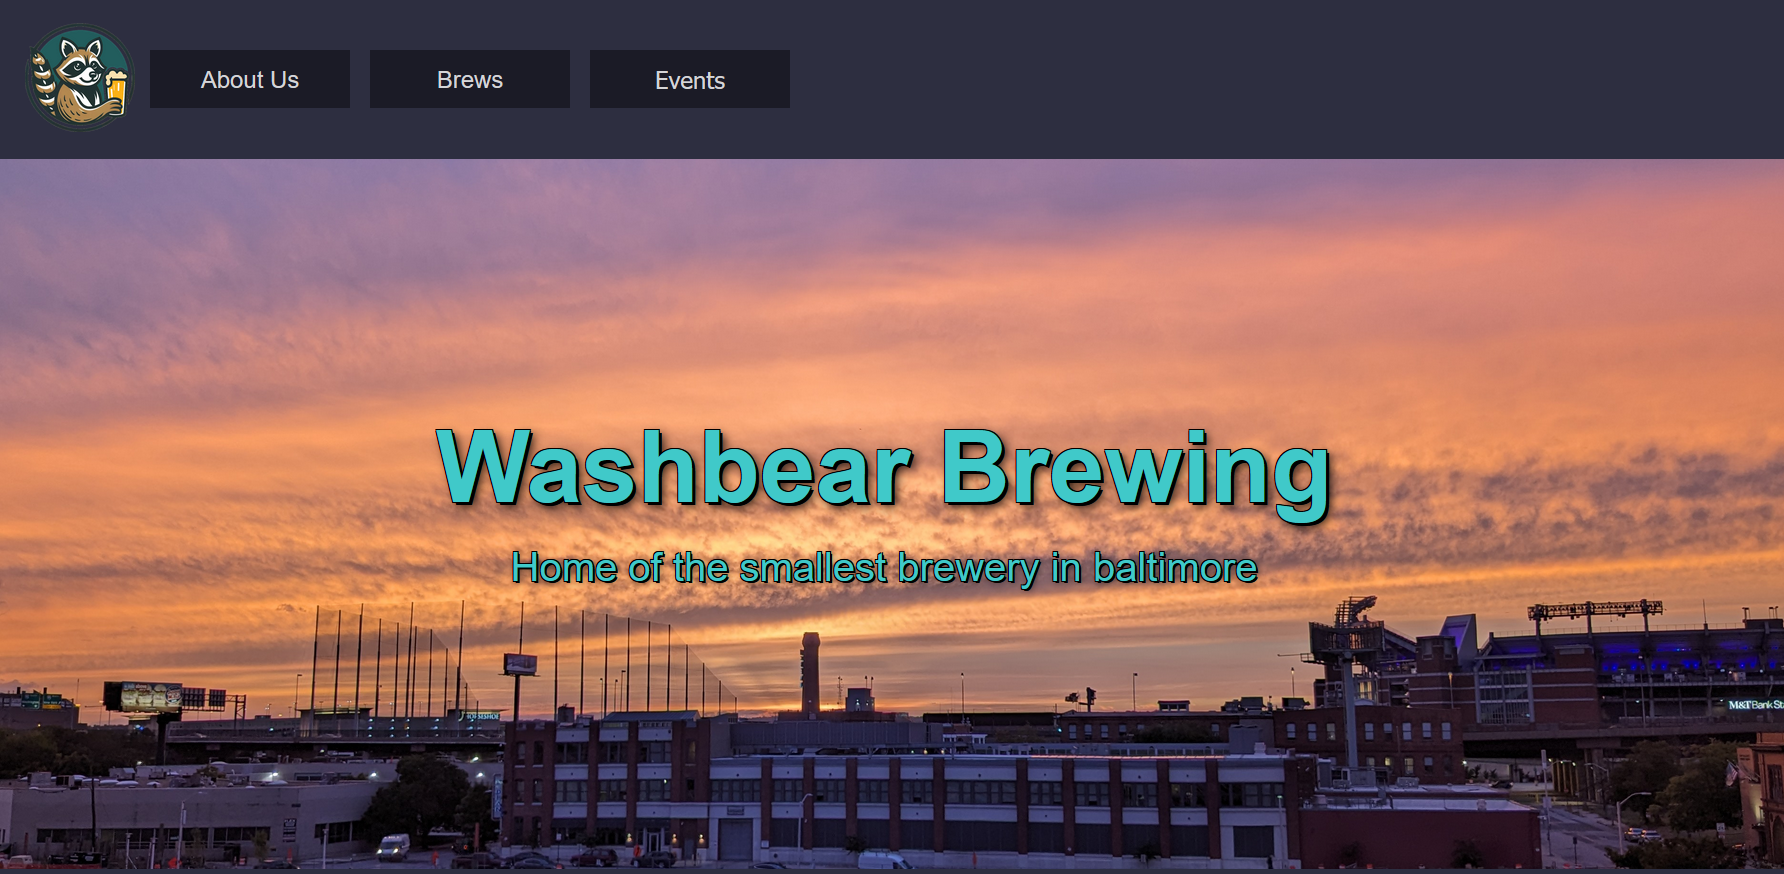 About Us
Brews
Events
Washbear Brewing
Home of the smallest brewery in baltimore
M&T Bank St